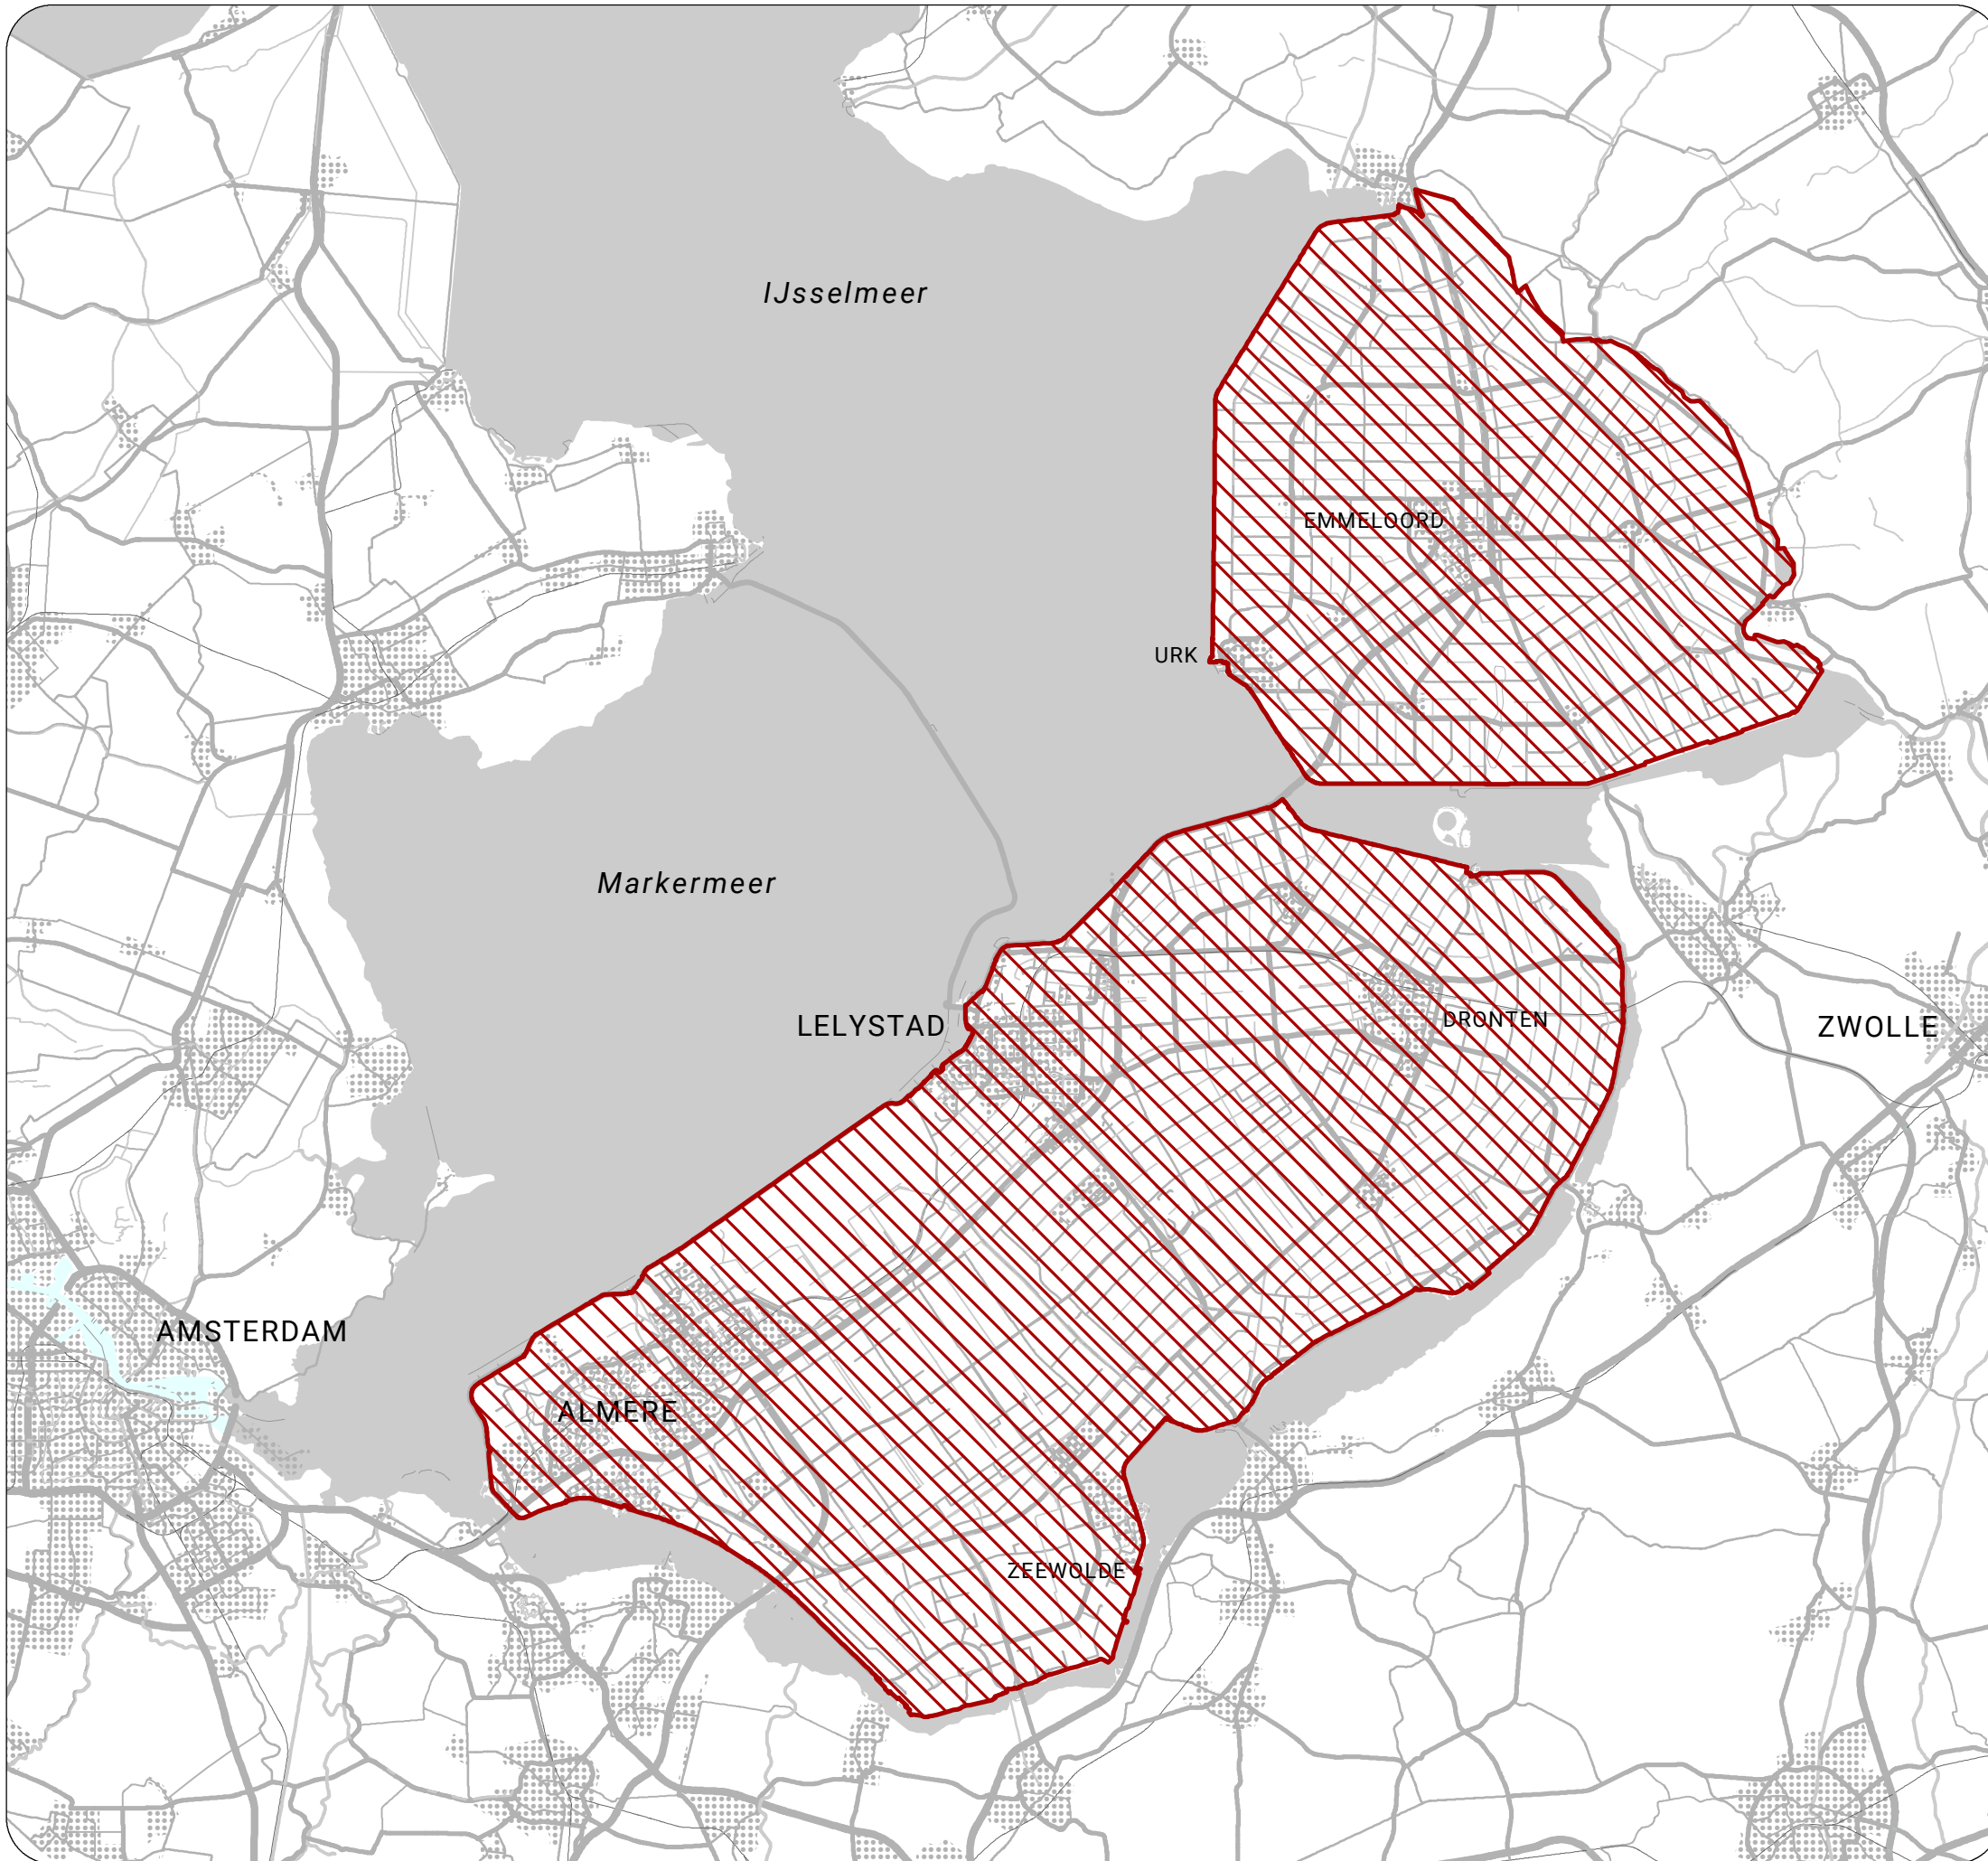 IJsselmeer
EMMELOORD
URK
Markermeer
LELYSTAD
DRONTEN
ZWOLLE
AMSTERDAM
ALMERE
ZEEWOLDE